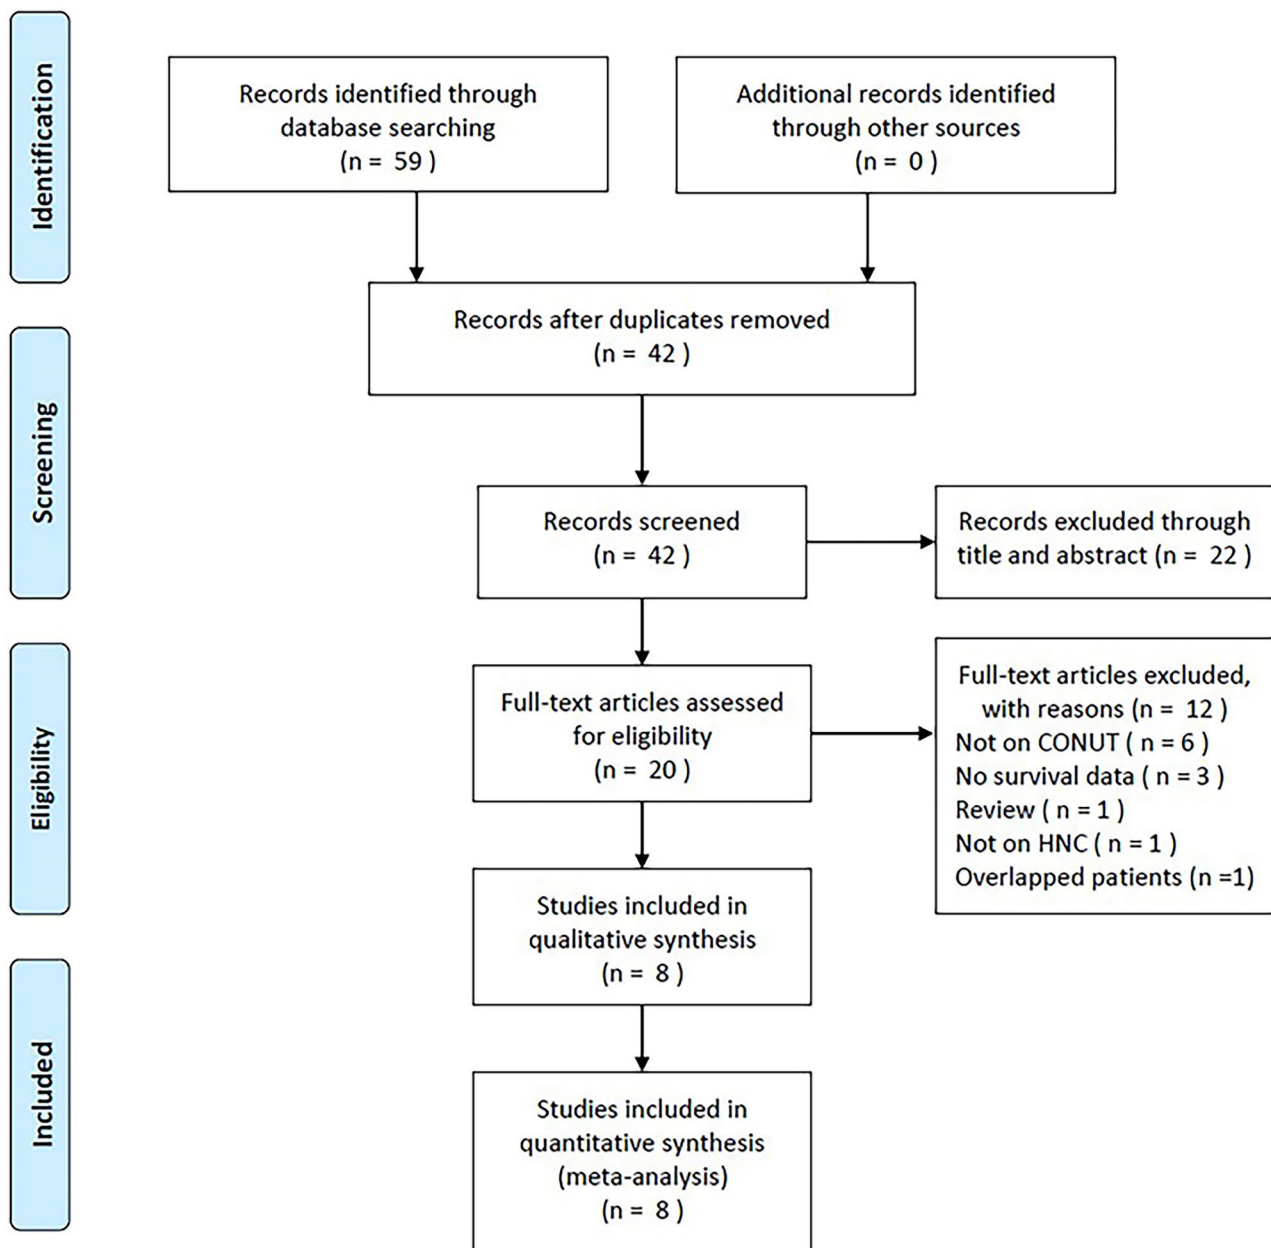 Identification
Records identified through
database searching
(n = 59 )
Additional records identified
through other sources
(n = 0 )
Records after duplicates removed
(n = 42 )
Screening
Records screened
(n = 42 )
Records excluded through
title and abstract (n = 22 )
Eligibility
Full-text articles assessed
for eligibility
(n = 20 )
Full-text articles excluded,
with reasons (n = 12 )
Not on CONUT ( n = 6 )
No survival data ( n = 3 )
Review ( n = 1 )
Not on HNC ( n = 1 )
Overlapped patients (n =1)
Studies included in
qualitative synthesis
(n = 8 )
Included
Studies included in
quantitative synthesis
(meta-analysis)
(n = 8 )